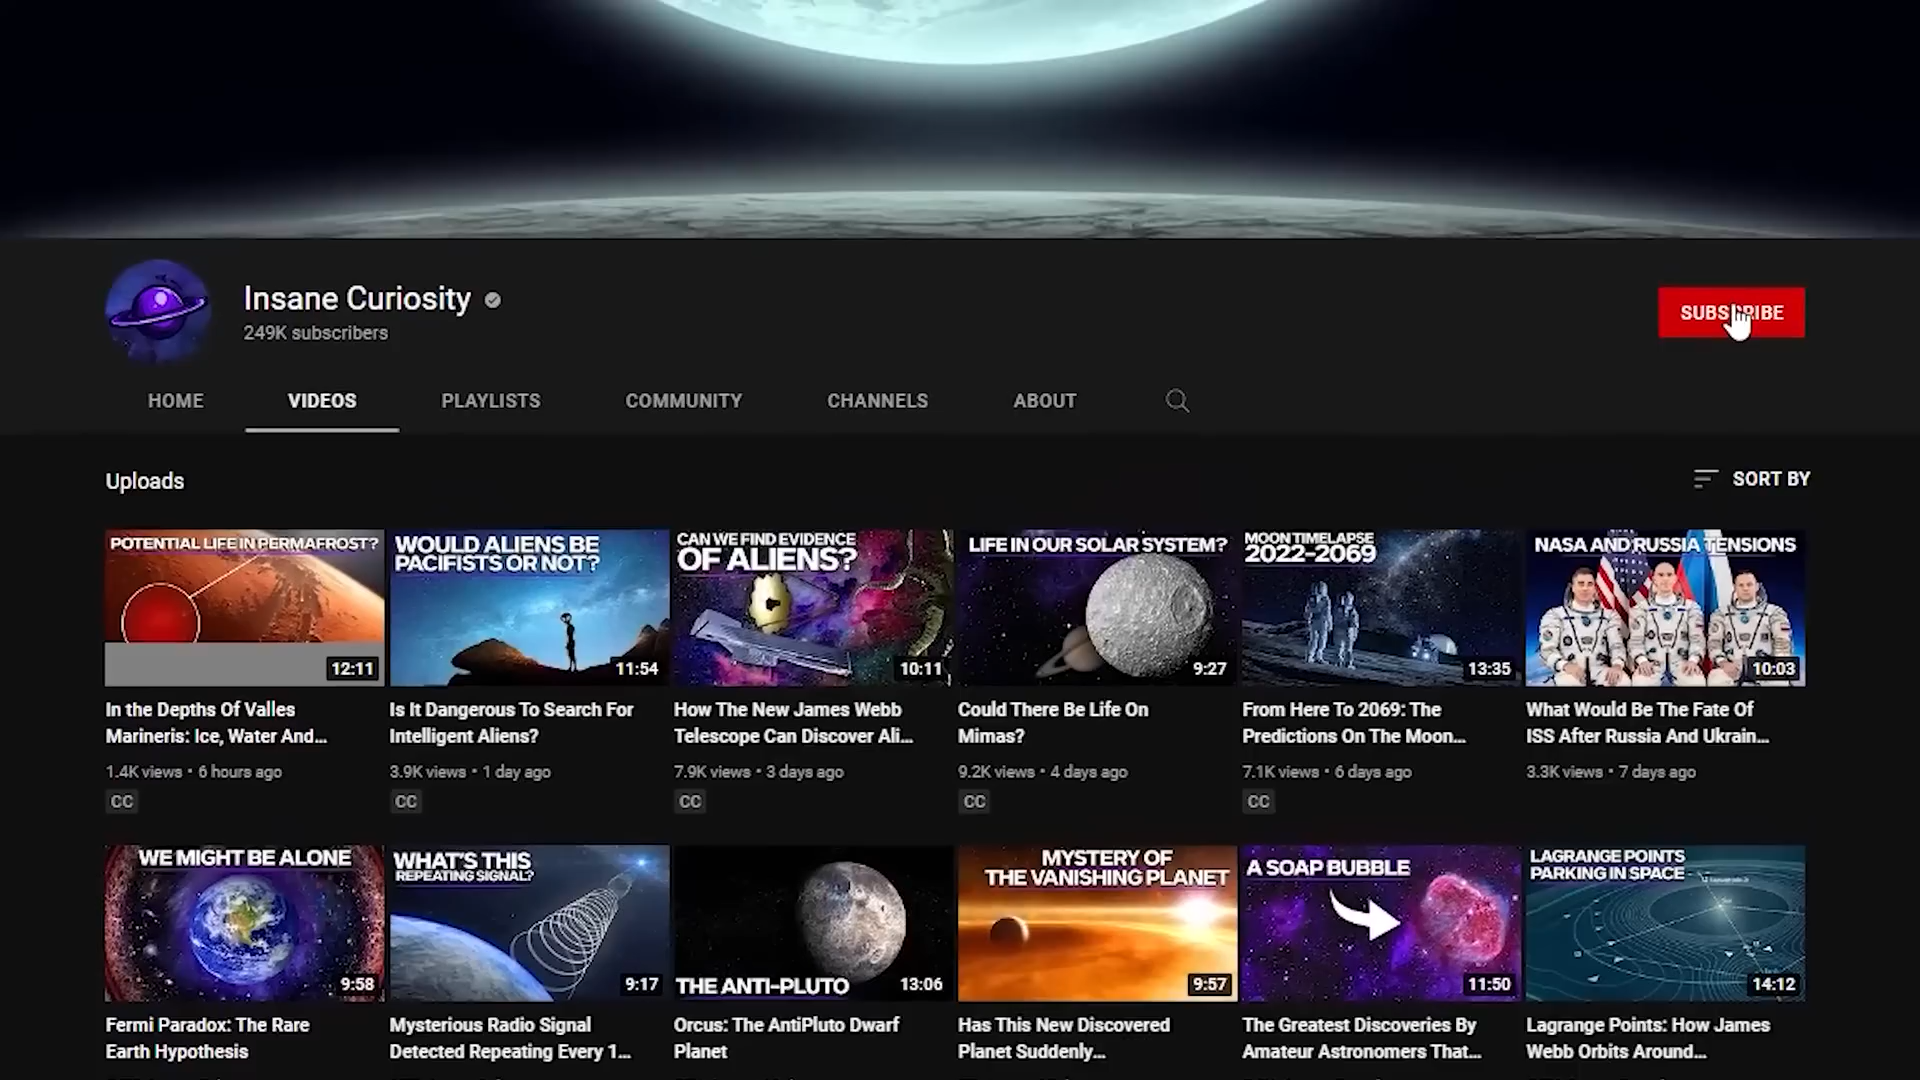 Insane Curiosity
249K subscribers
SUBSCRIBE
HOME VIDEOS PLAYLISTS COMMUNITY CHANNELS ABOUT
Uploads
SORT BY
POTENTIAL LIFE IN PERMAFROST?
12:11
WOULD ALIENS BE
PACIFISTS OR NOT?
11:54
CAN WE FIND EVIDENCE
OF ALIENS?
10:11
LIFE IN OUR SOLAR SYSTEM?
9:27
MOON TIMELAPSE
2022-2069
13:35
NASA AND RUSSIA TENSIONS
10:03
In the Depths Of Valles
Marineris: Ice, Water And...
1.4K views • 6 hours ago
CC
Is It Dangerous To Search For
Intelligent Aliens?
3.9K views • 1 day ago
CC
How The New James Webb
Telescope Can Discover Ali...
7.9K views • 3 days ago
CC
Could There Be Life On
Mimas?
9.2K views • 4 days ago
CC
From Here To 2069: The
Predictions On The Moon...
7.1K views • 6 days ago
CC
What Would Be The Fate Of
ISS After Russia And Ukrain...
3.3K views • 7 days ago
WE MIGHT BE ALONE
9:58
WHAT'S THIS
REPEATING SIGNAL?
9:17
THE ANTI-PLUTO
13:06
MYSTERY OF
THE VANISHING PLANET
9:57
A SOAP BUBBLE
11:50
LAGRANGE POINTS
PARKING IN SPACE
14:12
Fermi Paradox: The Rare
Earth Hypothesis
Mysterious Radio Signal
Detected Repeating Every 1...
Orcus: The AntiPluto Dwarf
Planet
Has This New Discovered
Planet Suddenly...
The Greatest Discoveries By
Amateur Astronomers That...
Lagrange Points: How James
Webb Orbits Around...